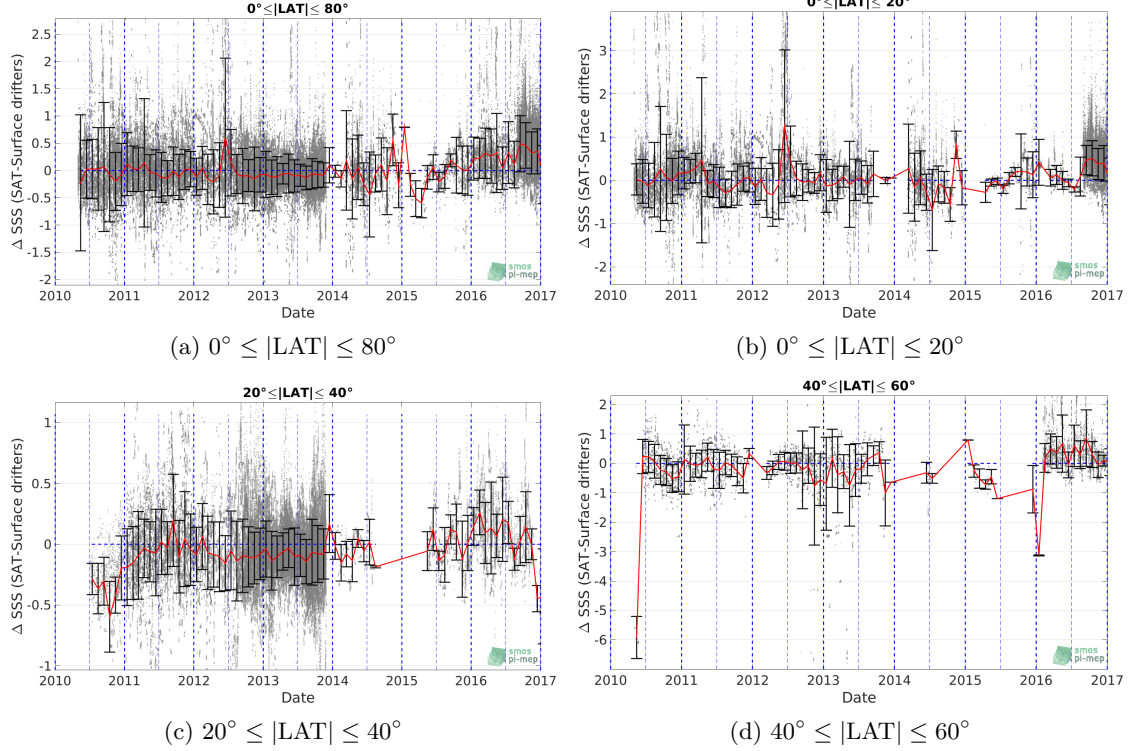 0°≤|LAT|≤ 80°
Δ SSS (SAT-Surface drifters)
2.5
2
1.5
1
0.5
0
-0.5
-1
-1.5
-2
smos
pi-mep
2010 2011 2012 2013 2014 2015 2016 2017
Date
(a) 0° ≤ |LAT| ≤ 80°
0°≤|LAT|≤ 20°
Δ SSS (SAT-Surface drifters)
3
2
1
0
-1
-2
smos
pi-mep
2010 2011 2012 2013 2014 2015 2016 2017
Date
(b) 0° ≤ |LAT| ≤ 20°
20°≤|LAT|≤ 40°
Δ SSS (SAT-Surface drifters)
1
0.5
0
-0.5
-1
smos
pi-mep
2010 2011 2012 2013 2014 2015 2016 2017
Date
(c) 20° ≤ |LAT| ≤ 40°
40°≤|LAT|≤ 60°
Δ SSS (SAT-Surface drifters)
2
1
0
-1
-2
-3
-4
-5
-6
smos
pi-mep
2010 2011 2012 2013 2014 2015 2016 2017
Date
(d) 40° ≤ |LAT| ≤ 60°